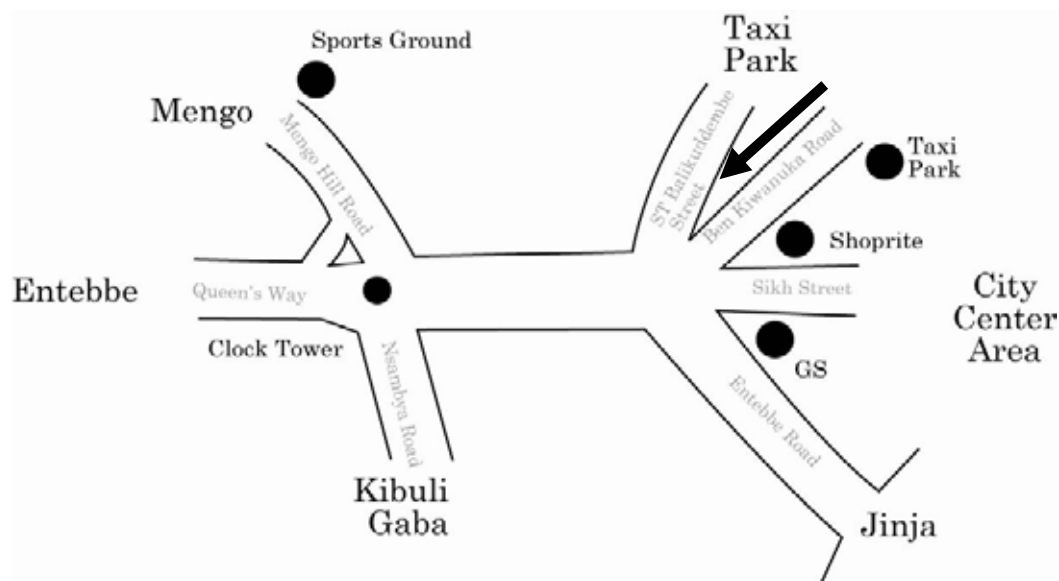 Sports Ground
Taxi
Park
Mengo
Mengo Hill Road
ST Balikuddembe
Street
Ben Kiwanuka Road
Taxi
Park
Shoprite
Entebbe
Queen's Way
Sikh Street
City
Center
Area
Clock Tower
GS
Nsambya Road
Entebbe Road
Kibuli
Gaba
Jinja